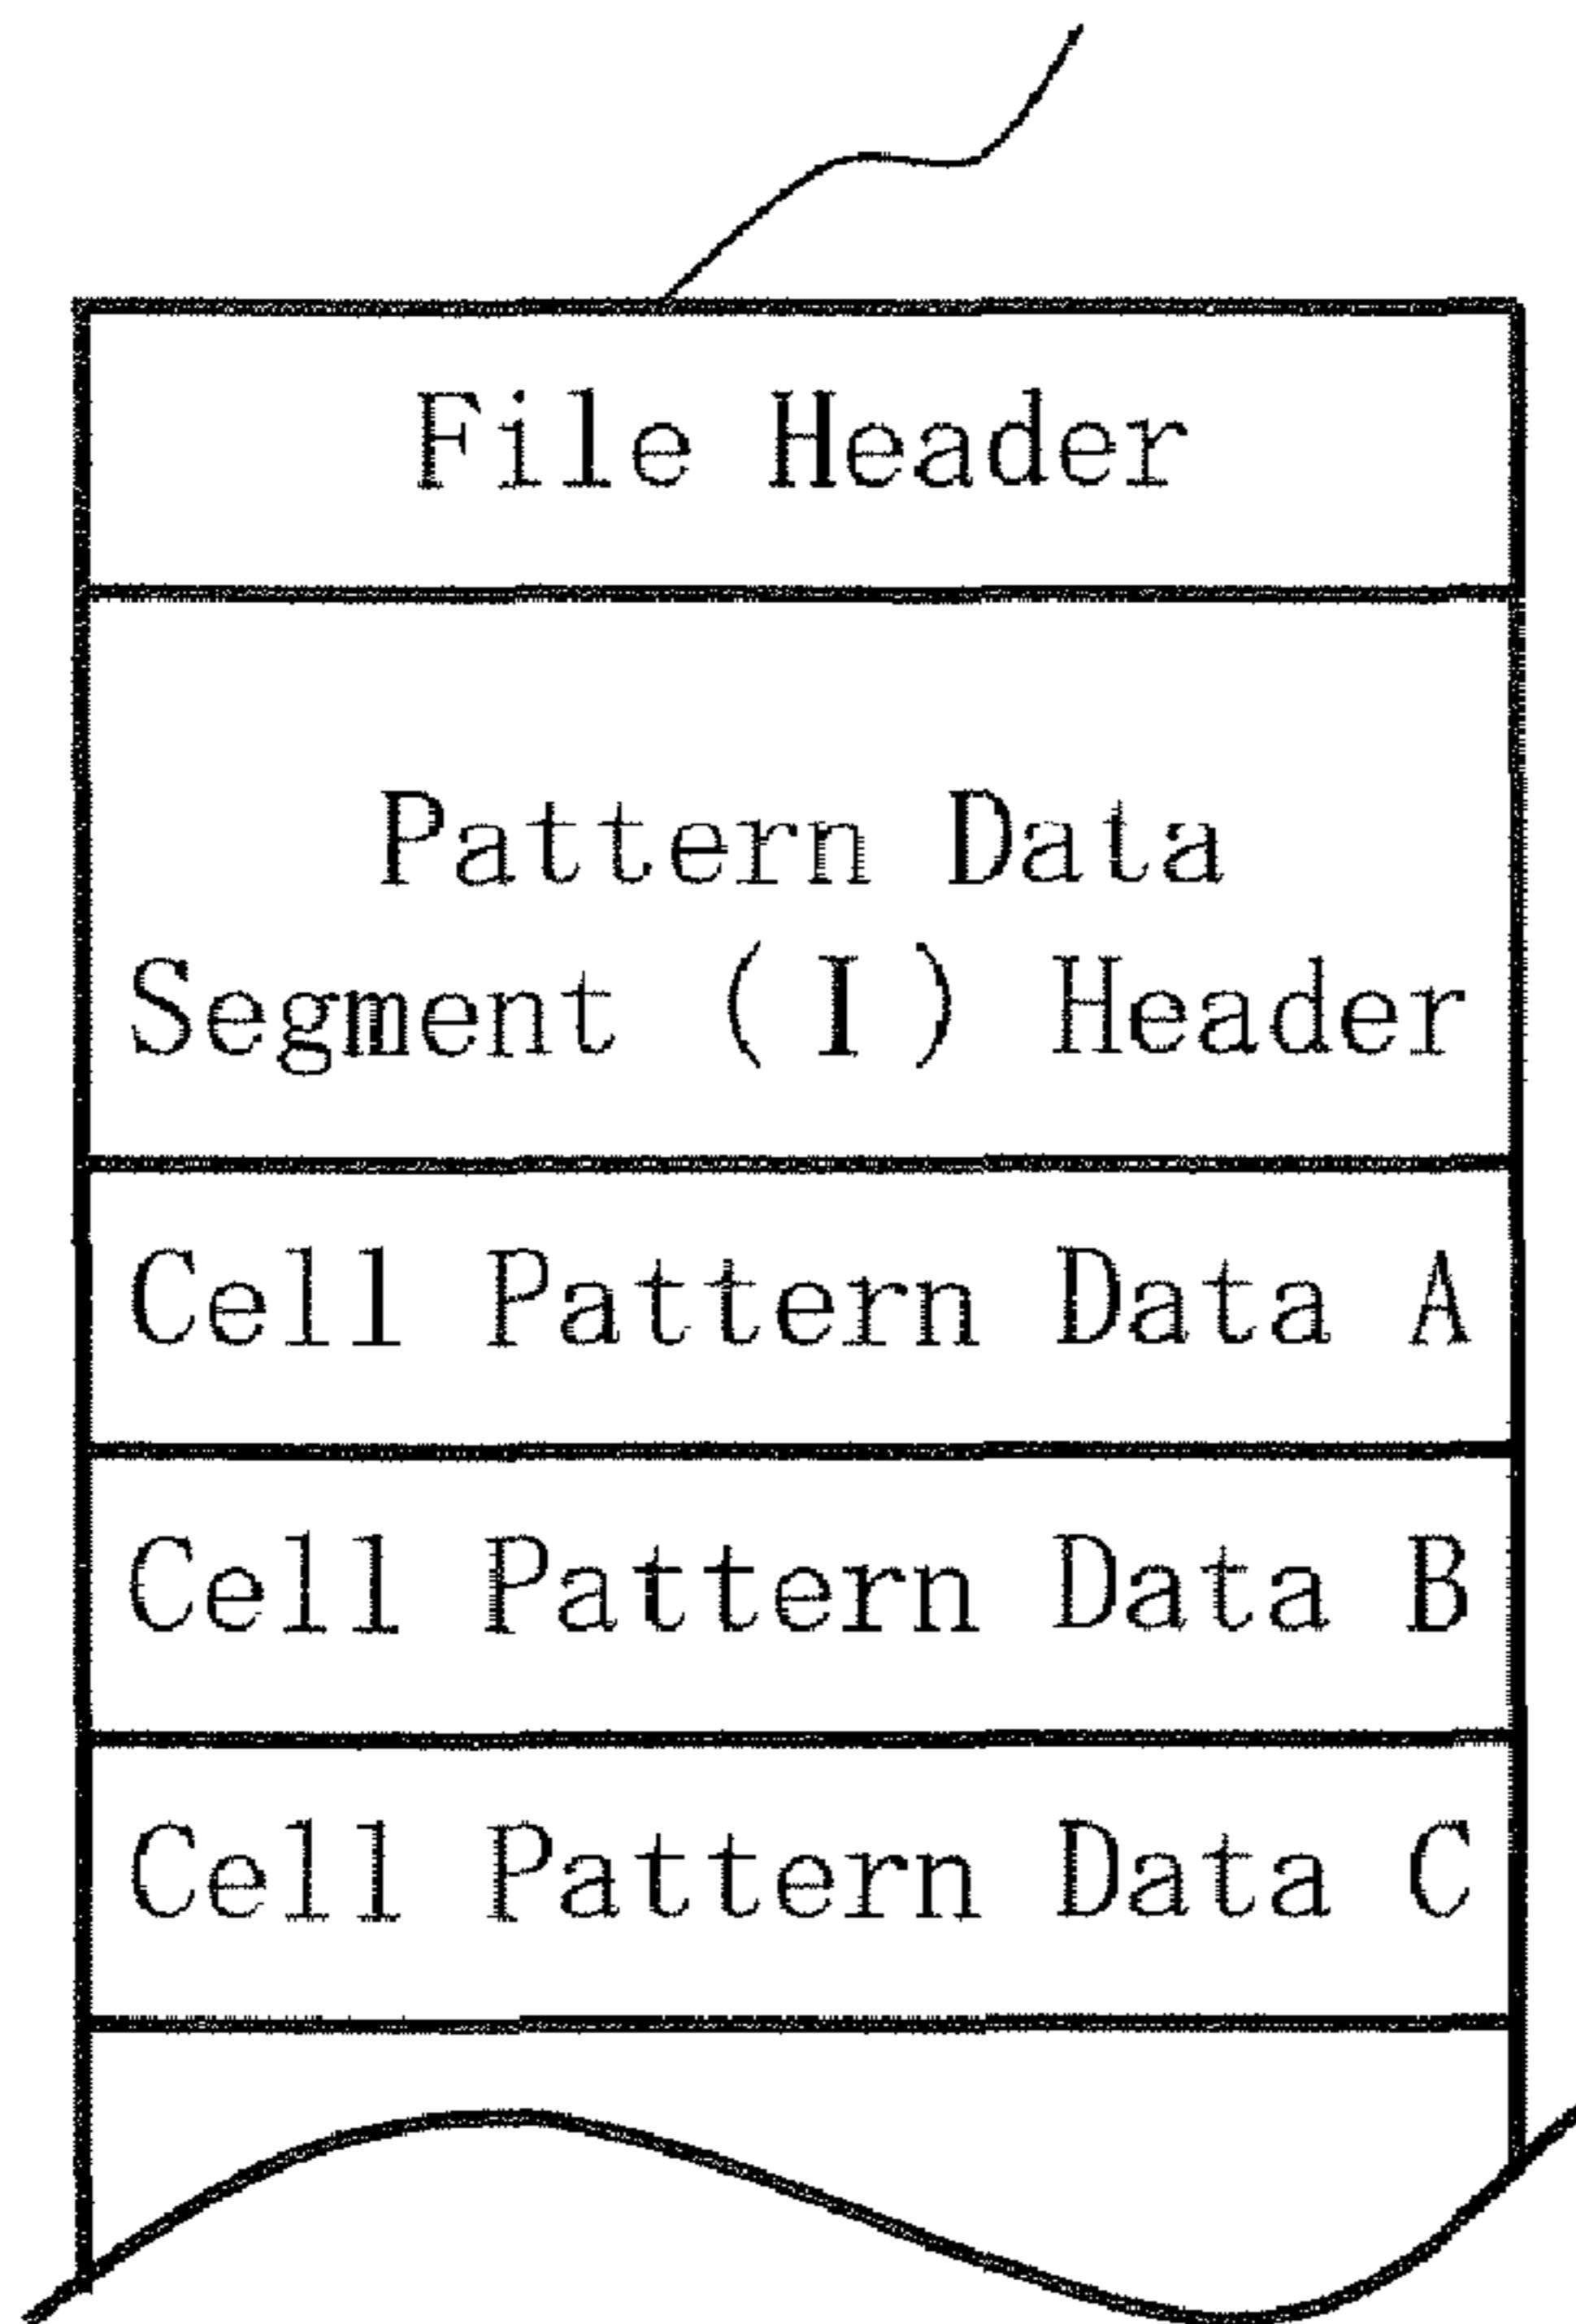 File Header
Pattern Data
Segment (I) Header
Cell Pattern Data A
Cell Pattern Data B
Cell Pattern Data C